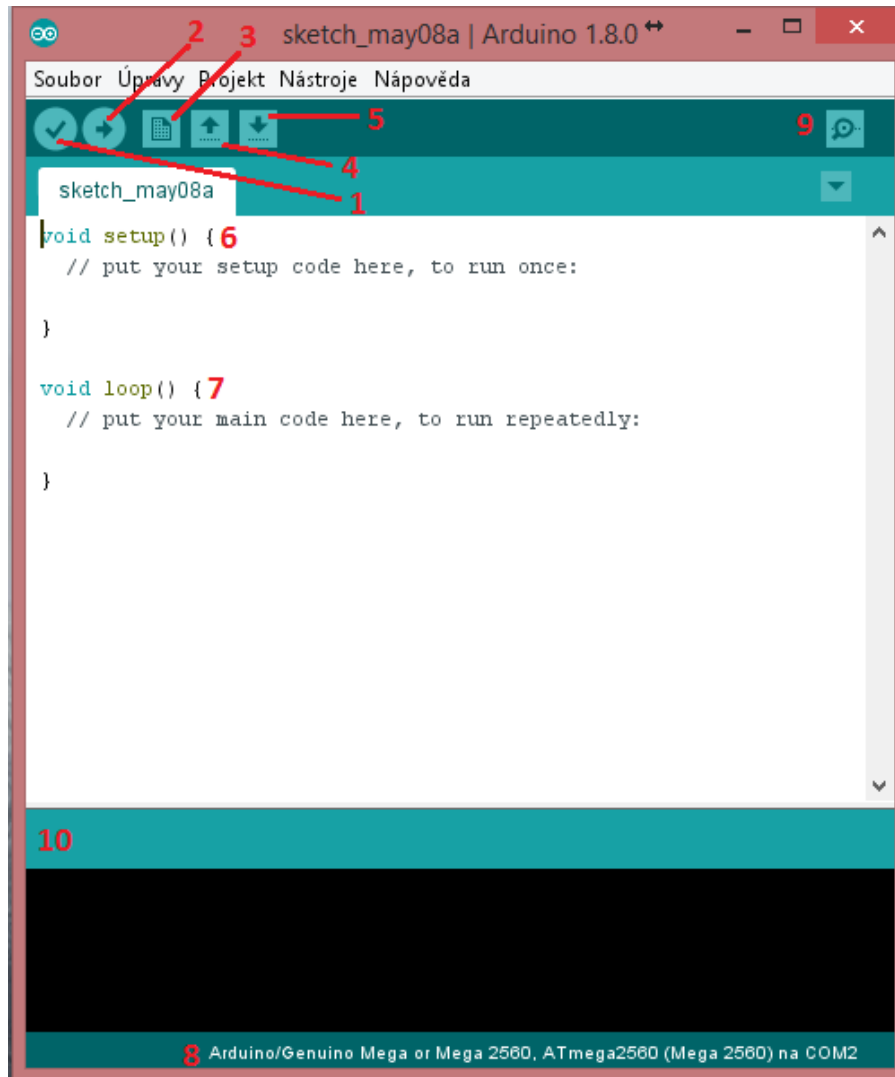 2 3 sketch_may08a | Arduino 1.8.0
Soubor Úpravy Projekt Nástroje Nápověda
5 9
4
sketch_may08a 1
void setup() { 6
// put your setup code here, to run once:
}
void loop() { 7
// put your main code here, to run repeatedly:
}
10
8 Arduino/Genuino Mega or Mega 2560, ATmega2560 (Mega 2560) na COM2